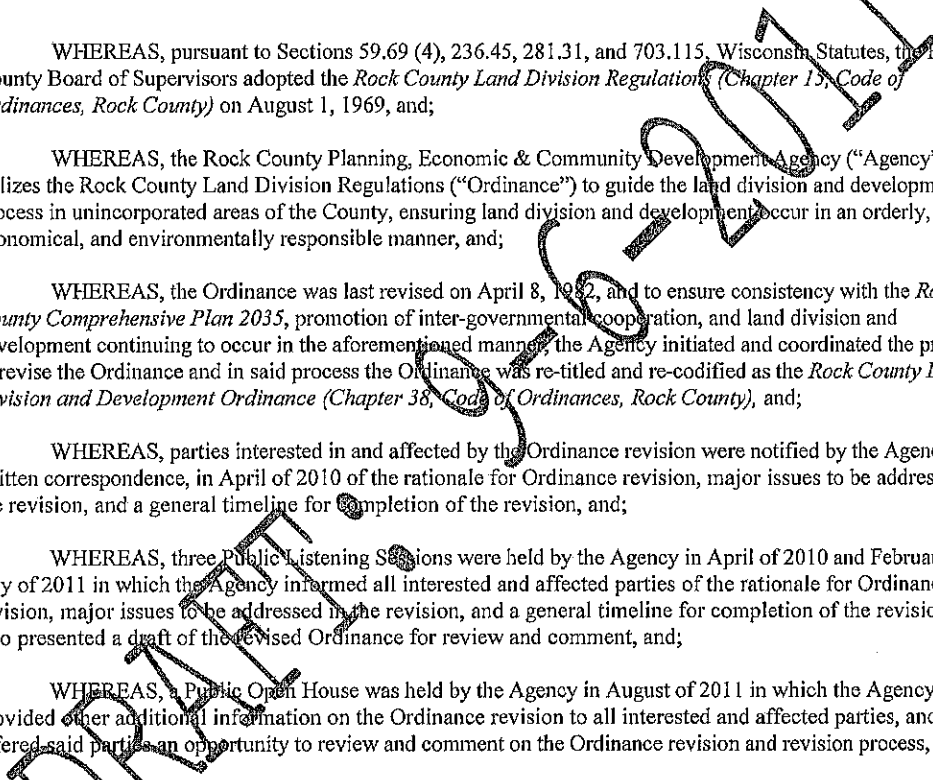 WHEREAS, pursuant to Sections 59.69 (4), 236.45, 281.31, and 703.115, Wisconsin Statutes, the
unty Board of Supervisors adopted the Rock County Land Division Regulations (Chapter 15, Code of
dinances, Rock County) on August 1, 1969, and;
WHEREAS, the Rock County Planning, Economic & Community Development Agency (“Agency”
lizes the Rock County Land Division Regulations (“Ordinance”) to guide the land division and developm
ocess in unincorporated areas of the County, ensuring land division and development occur in an orderly,
onomical, and environmentally responsible manner, and;
WHEREAS, the Ordinance was last revised on April 8, 1982, and to ensure consistency with the Ro
unty Comprehensive Plan 2035, promotion of inter-governmental cooperation, and land division and
velopment continuing to occur in the aforementioned manner, the Agency initiated and coordinated the pr
revise the Ordinance and in said process the Ordinance was re-titled and re-codified as the Rock County L
vision and Development Ordinance (Chapter 38, Code of Ordinances, Rock County), and;
WHEREAS, parties interested in and affected by the Ordinance revision were notified by the Agenc
itten correspondence, in April of 2010 of the rationale for Ordinance revision, major issues to be address
e revision, and a general timeline for completion of the revision, and;
WHEREAS, three Public Listening Sessions were held by the Agency in April of 2010 and Februar
y of 2011 in which the Agency informed all interested and affected parties of the rationale for Ordinanc
vision, major issues to be addressed in the revision, and a general timeline for completion of the revisio
o presented a draft of the revised Ordinance for review and comment, and;
WHEREAS, a Public Open House was held by the Agency in August of 2011 in which the Agency
ovided other additional information on the Ordinance revision to all interested and affected parties, and
fered said parties an opportunity to review and comment on the Ordinance revision and revision process,
DRAFT: 9-6-2011